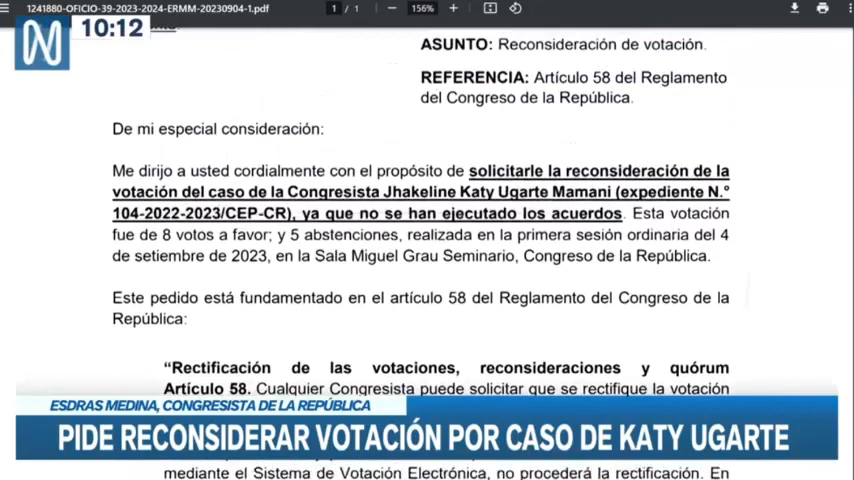 1241880-OFICIO-39-2023-2024-ERMM-20230904-1.pdf
1 / 1
156%
N
10:12
ASUNTO: Reconsideración de votación.
REFERENCIA: Artículo 58 del Reglamento
del Congreso de la República.
De mi especial consideración:
Me dirijo a usted cordialmente con el propósito de solicitarle la reconsideración de la
votación del caso de la Congresista Jhakeline Katy Ugarte Mamani (expediente N.°
104-2022-2023/CEP-CR), ya que no se han ejecutado los acuerdos. Esta votación
fue de 8 votos a favor; y 5 abstenciones, realizada en la primera sesión ordinaria del 4
de setiembre de 2023, en la Sala Miguel Grau Seminario, Congreso de la República.
Este pedido está fundamentado en el artículo 58 del Reglamento del Congreso de la
República:
“Rectificación de las votaciones, reconsideraciones y quórum
Artículo 58. Cualquier Congresista puede solicitar que se rectifique la votación
ESDRAS MEDINA, CONGRESISTA DE LA REPÚBLICA
PIDE RECONSIDERAR VOTACIÓN POR CASO DE KATY UGARTE
mediante el Sistema de Votación Electrónica, no procederá la rectificación. En